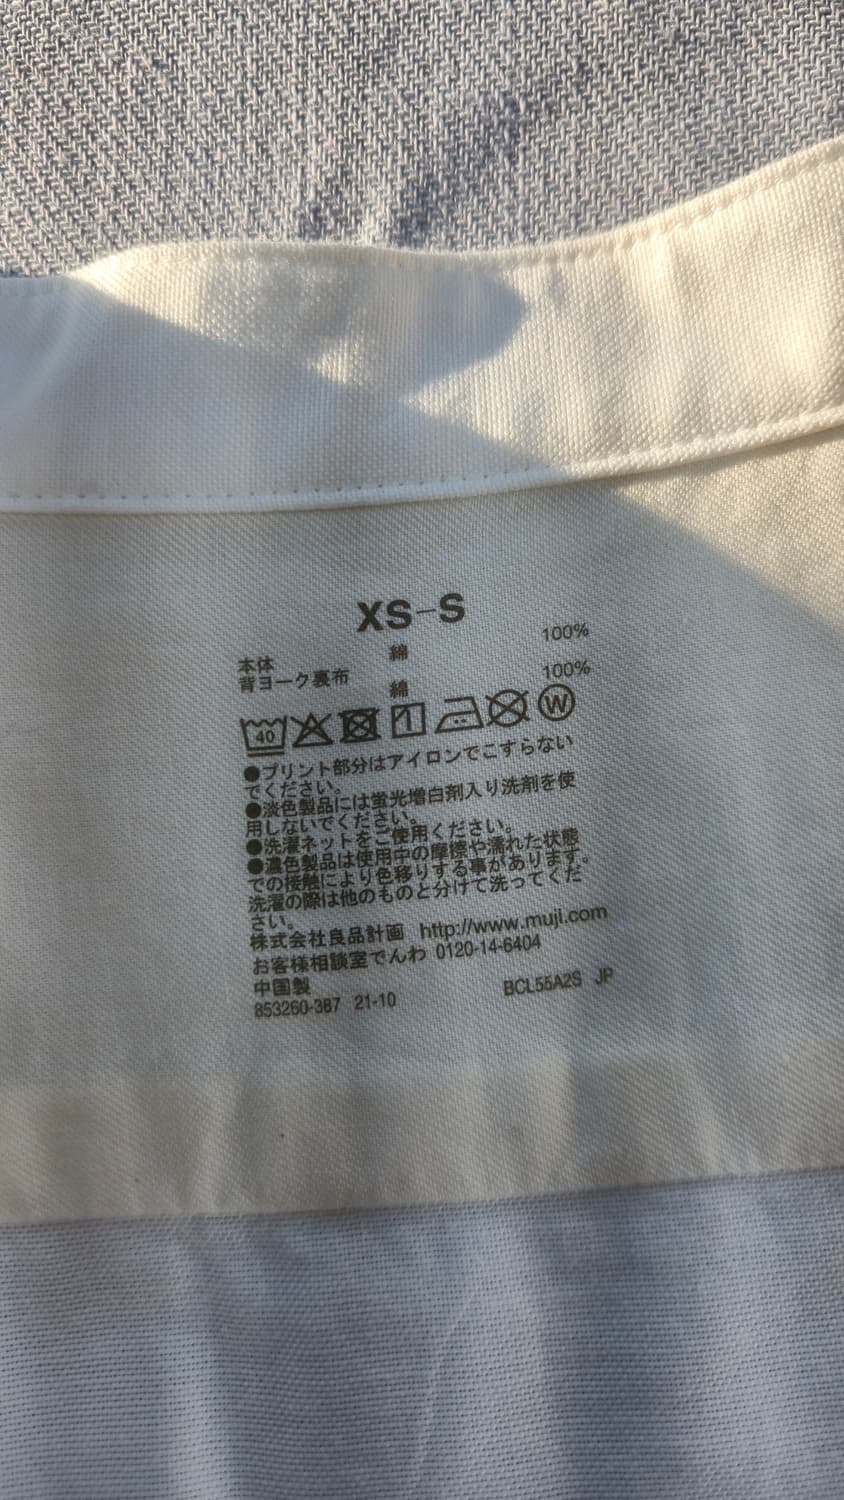 XS-S
本体 綿 100%
背ヨーク裏布 綿 100%
40 W
●プリント部分はアイロンでこすらない
でください。
●淡色製品には蛍光増白剤入り洗剤を使
用しないでください。
●洗濯ネットをご使用ください。
●濃色製品は使用中の摩擦や濡れた状態
での接触により色移りする事があります。
洗濯の際は他のものと分けて洗ってくだ
さい。
株式会社良品計画 http://www.muji.com
お客様相談室でんわ 0120-14-6404
中国製
853260-387 21-10 BCL55A2S JP